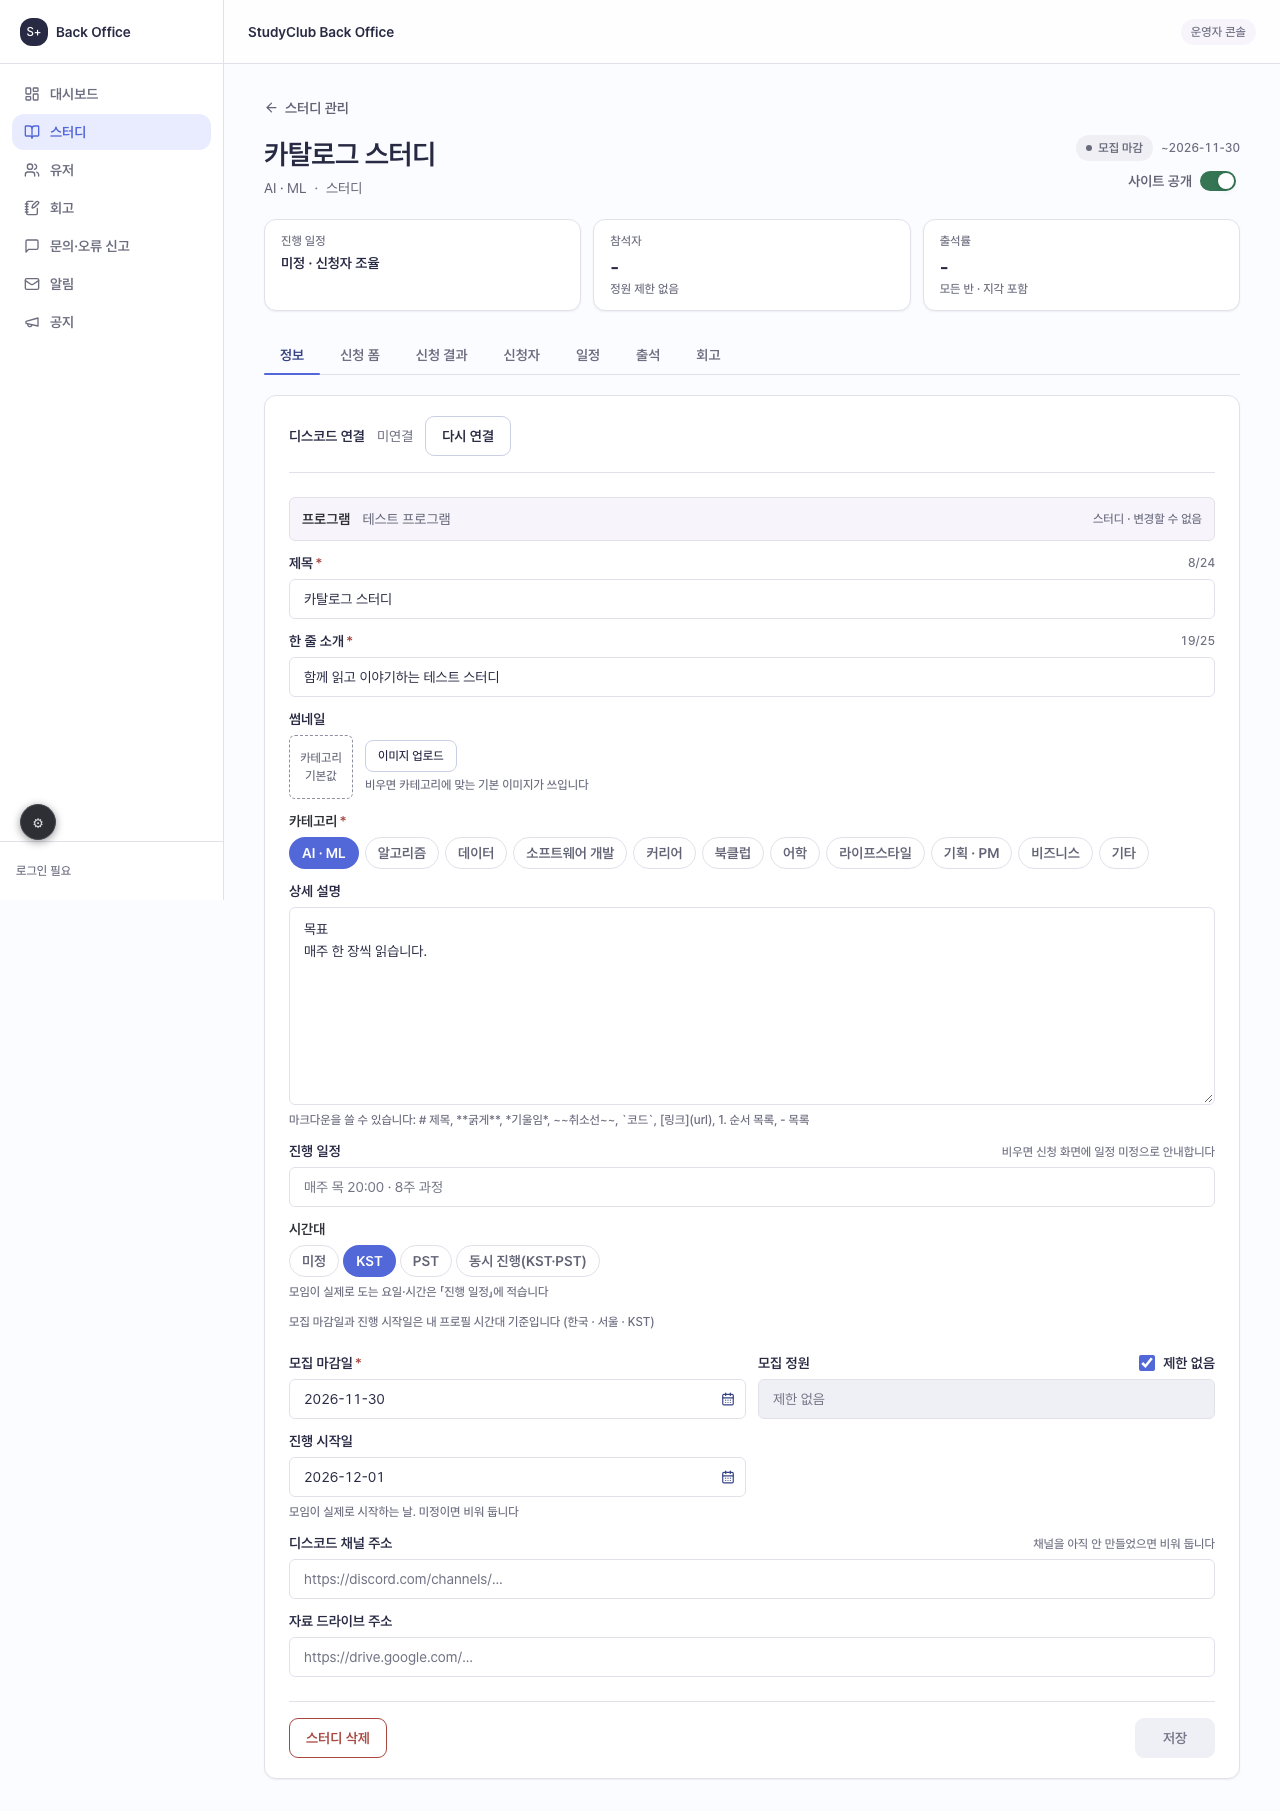 S+ Back Office
StudyClub Back Office
운영자 콘솔
대시보드
스터디
유저
회고
문의·오류 신고
알림
공지
로그인 필요
스터디 관리
카탈로그 스터디
모집 마감 ~2026-11-30
AI · ML · 스터디
사이트 공개
진행 일정
미정 · 신청자 조율
참석자
-
정원 제한 없음
출석률
-
모든 반 · 지각 포함
정보 신청 폼 신청 결과 신청자 일정 출석 회고
디스코드 연결 미연결 다시 연결
프로그램 테스트 프로그램 스터디 · 변경할 수 없음
제목 * 8/24
카탈로그 스터디
한 줄 소개 * 19/25
함께 읽고 이야기하는 테스트 스터디
썸네일
카테고리
기본값
이미지 업로드
비우면 카테고리에 맞는 기본 이미지가 쓰입니다
카테고리 *
AI · ML 알고리즘 데이터 소프트웨어 개발 커리어 북클럽 어학 라이프스타일 기획 · PM 비즈니스 기타
상세 설명
목표
매주 한 장씩 읽습니다.
마크다운을 쓸 수 있습니다: # 제목, **굵게**, *기울임*, ~~취소선~~, `코드`, [링크](url), 1. 순서 목록, - 목록
진행 일정 비우면 신청 화면에 일정 미정으로 안내합니다
매주 목 20:00 · 8주 과정
시간대
미정 KST PST 동시 진행(KST·PST)
모임이 실제로 도는 요일·시간은 「진행 일정」에 적습니다
모집 마감일과 진행 시작일은 내 프로필 시간대 기준입니다 (한국 · 서울 · KST)
모집 마감일 * 모집 정원 제한 없음
2026-11-30 제한 없음
진행 시작일
2026-12-01
모임이 실제로 시작하는 날. 미정이면 비워 둡니다
디스코드 채널 주소 채널을 아직 안 만들었으면 비워 둡니다
https://discord.com/channels/...
자료 드라이브 주소
https://drive.google.com/...
스터디 삭제 저장